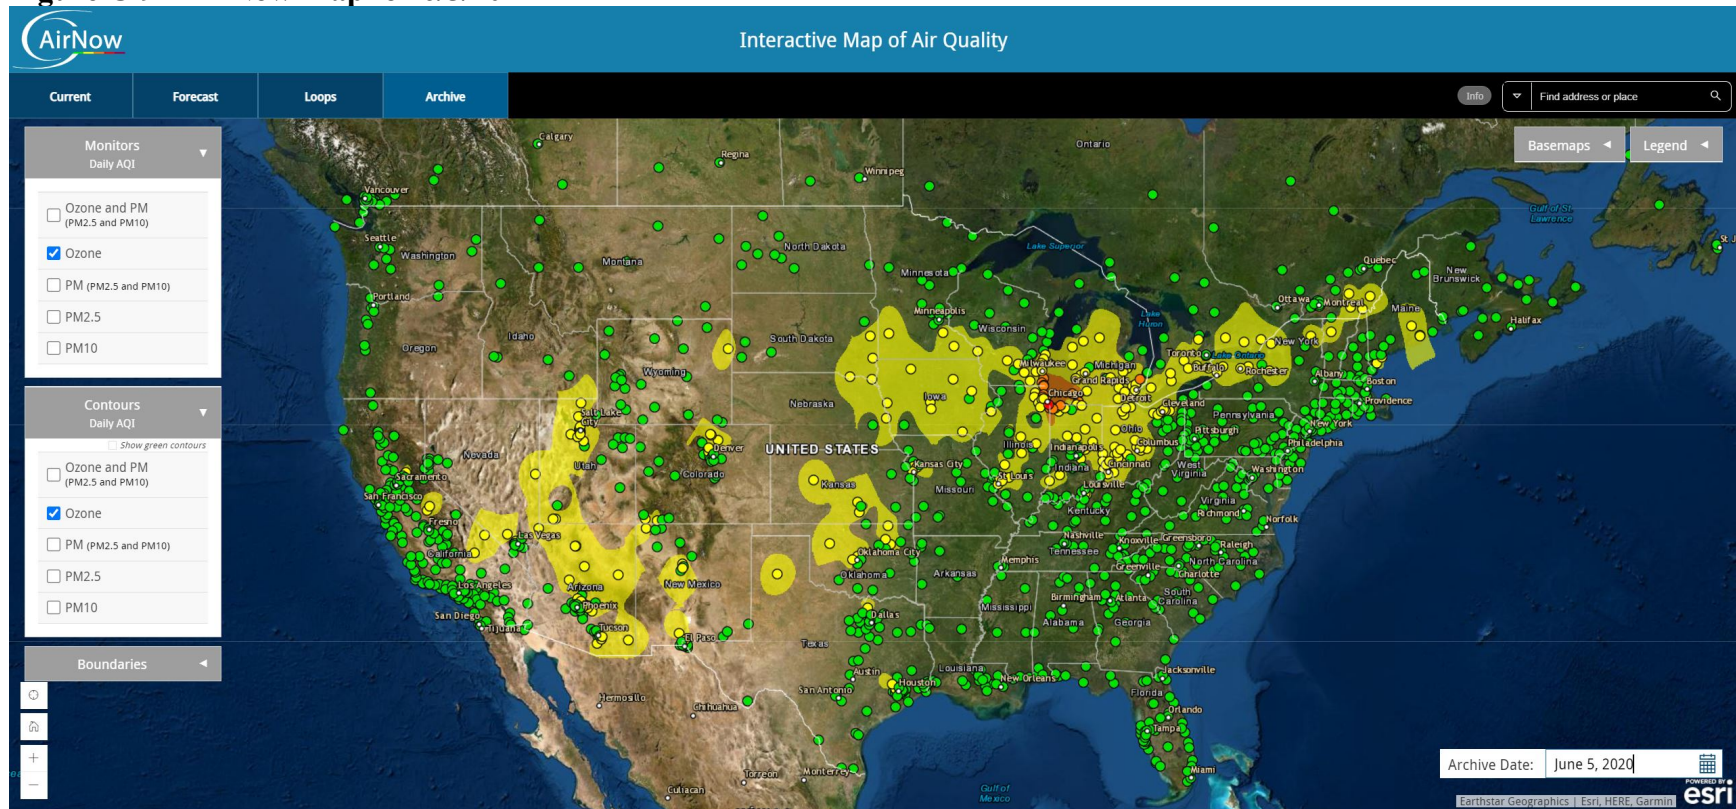 AirNow
Interactive Map of Air Quality
Current
Forecast
Loops
Archive
Info
Find address or place
Monitors
Daily AQI
Ozone and PM
(PM2.5 and PM10)
Ozone
PM (PM2.5 and PM10)
PM2.5
PM10
Contours
Daily AQI
Show green contours
Ozone and PM
(PM2.5 and PM10)
Ozone
PM (PM2.5 and PM10)
PM2.5
PM10
Boundaries
Basemaps
Legend
Calgary
Regina
Winnipeg
Ontario
Vancouver
Gulf of St.
Lawrence
Seattle
Washington
Montana
North Dakota
Lake Superior
Minnesota
Quebec
New
Brunswick
St. J
Portland
Ottawa
Montreal
Maine
Halifax
Minneapolis
Lake
Huron
Idaho
Oregon
South Dakota
Wisconsin
New York
Toronto
Lake Ontario
Wyoming
Milwaukee
Michigan
Buffalo
Rochester
Grand Rapids
Albany
Boston
Chicago
Detroit
Providence
Nebraska
Iowa
Cleveland
Salt Lake
City
Pennsylvania
New York
Ohio
Pittsburgh
Philadelphia
Nevada
Denver
UNITED STATES
Illinois
Indianapolis
Columbus
Utah
Colorado
Kansas City
Indiana
Cincinnati
West
Virginia
Washington
Sacramento
Kansas
Missouri
St Louis
Louisville
San Francisco
Virginia
Kentucky
Richmond
Norfolk
Fresno
Las Vegas
Nashville
Knoxville
Greensboro
Raleigh
California
Oklahoma City
Memphis
Tennessee
Greenville
North Carolina
Charlotte
Los Angeles
Arizona
New Mexico
Oklahoma
Arkansas
Birmingham
Atlanta
South
Carolina
San Diego
Phoenix
Mississippi
Tijuana
Tucson
Dallas
Alabama
Georgia
El Paso
Texas
Austin
Louisiana
Jacksonville
Hermosillo
San Antonio
Houston
New Orleans
Florida
Chihuahua
Orlando
Tampa
Torreon
Monterrey
Miami
Culiacan
Gulf of
Mexico
Archive Date:
June 5, 2020
POWERED BY
esri
Earthstar Geographics | Esri, HERE, Garmin